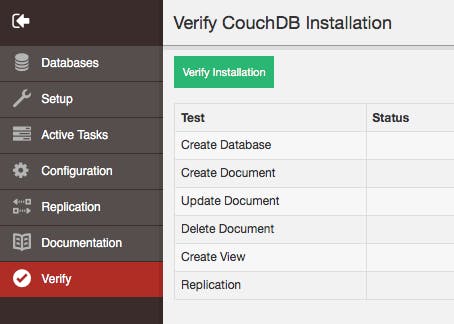 Verify CouchDB Installation
Databases
Setup
Active Tasks
Configuration
Replication
Documentation
Verify
Verify Installation
Test Status
Create Database
Create Document
Update Document
Delete Document
Create View
Replication